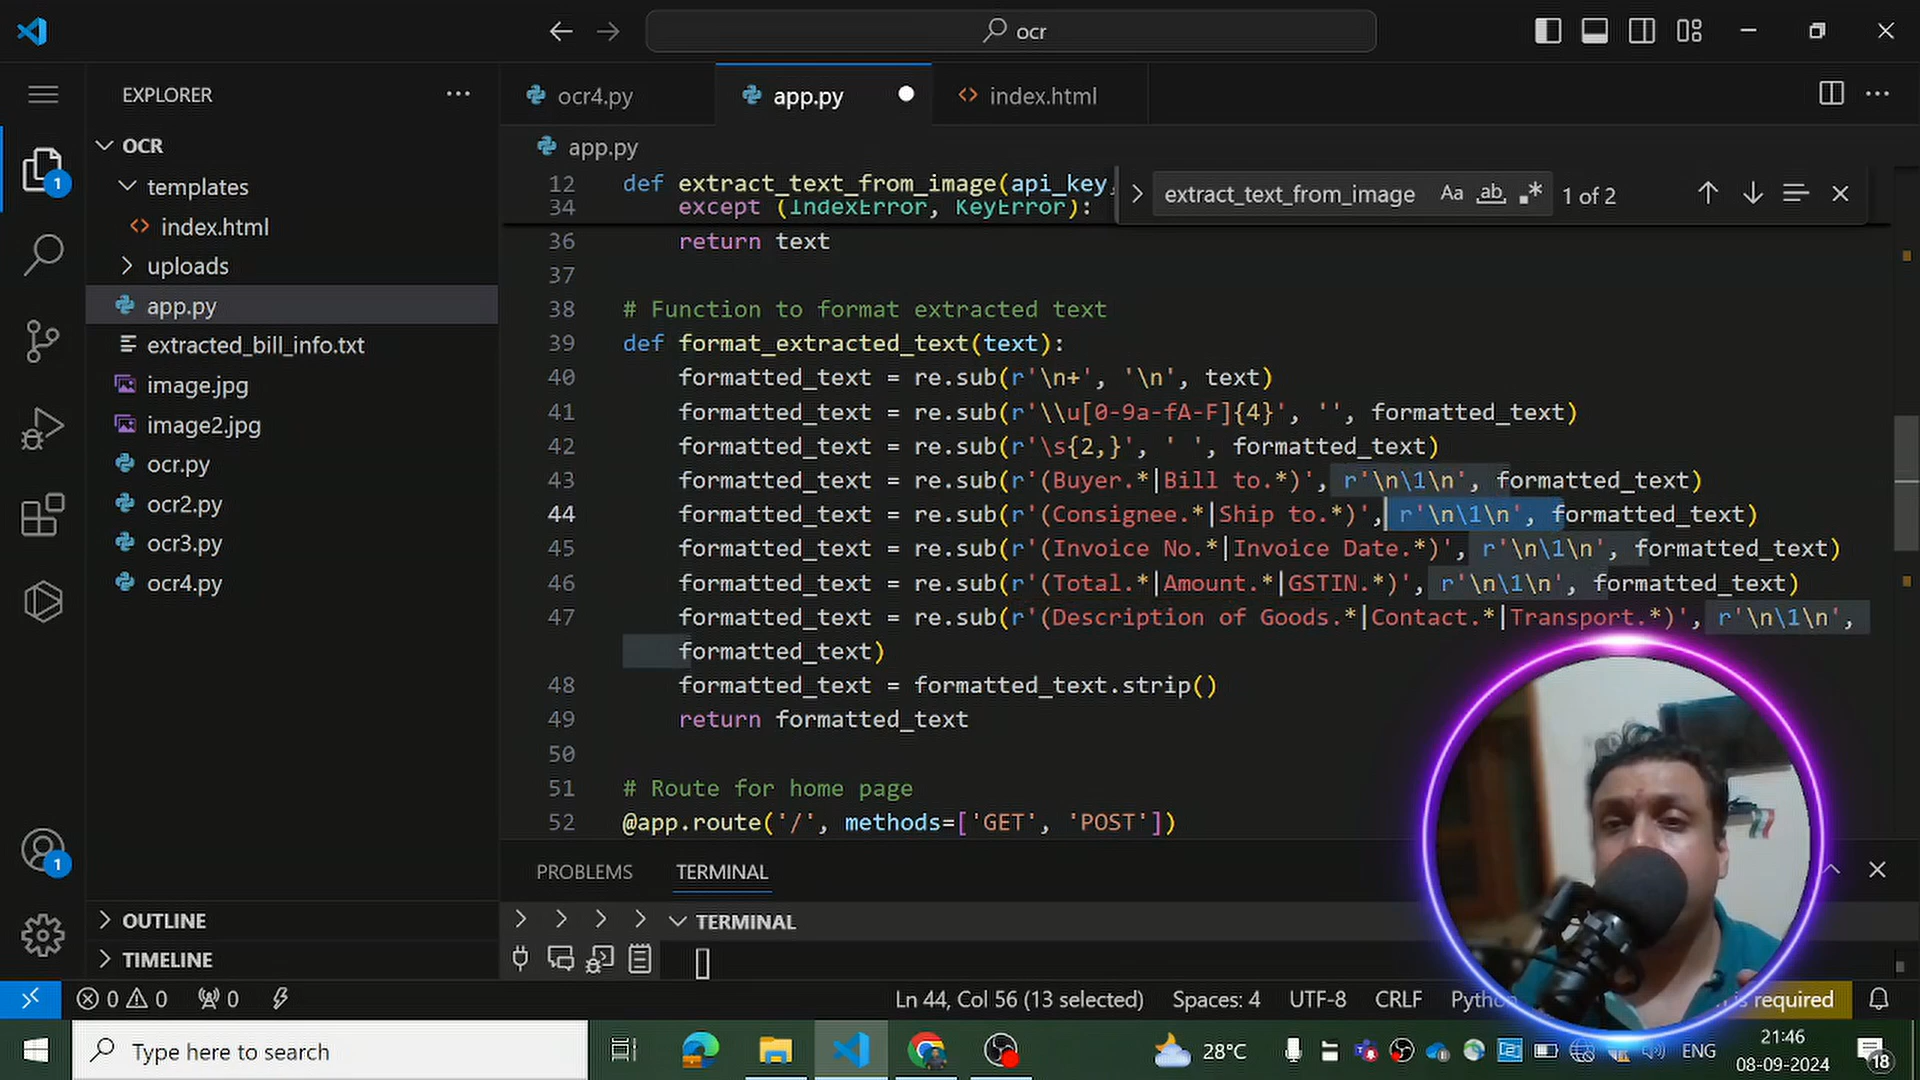 ocr
EXPLORER
OCR
templates
index.html
uploads
app.py
extracted_bill_info.txt
image.jpg
image2.jpg
ocr.py
ocr2.py
ocr3.py
ocr4.py
OUTLINE
TIMELINE
ocr4.py
app.py
index.html
app.py
extract_text_from_image Aa ab 1 of 2
12 def extract_text_from_image(api_key,
34 except (IndexError, KeyError):
36 return text
37
38 # Function to format extracted text
39 def format_extracted_text(text):
40 formatted_text = re.sub(r'\n+', '\n', text)
41 formatted_text = re.sub(r'\\u[0-9a-fA-F]{4}', '', formatted_text)
42 formatted_text = re.sub(r'\s{2,}', ' ', formatted_text)
43 formatted_text = re.sub(r'(Buyer.*|Bill to.*)', r'\n\1\n', formatted_text)
44 formatted_text = re.sub(r'(Consignee.*|Ship to.*)', r'\n\1\n', formatted_text)
45 formatted_text = re.sub(r'(Invoice No.*|Invoice Date.*)', r'\n\1\n', formatted_text)
46 formatted_text = re.sub(r'(Total.*|Amount.*|GSTIN.*)', r'\n\1\n', formatted_text)
47 formatted_text = re.sub(r'(Description of Goods.*|Contact.*|Transport.*)', r'\n\1\n',
formatted_text)
48 formatted_text = formatted_text.strip()
49 return formatted_text
50
51 # Route for home page
52 @app.route('/', methods=['GET', 'POST'])
PROBLEMS TERMINAL
TERMINAL
1
1
0 0 0 Ln 44, Col 56 (13 selected) Spaces: 4 UTF-8 CRLF is required
Type here to search 28°C ENG 21:46
08-09-2024
18